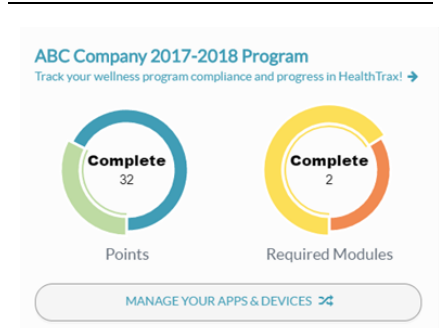 ABC Company 2017-2018 Program
Track your wellness program compliance and progress in HealthTrax!
Complete
32
Complete
2
Points
Required Modules
MANAGE YOUR APPS & DEVICES